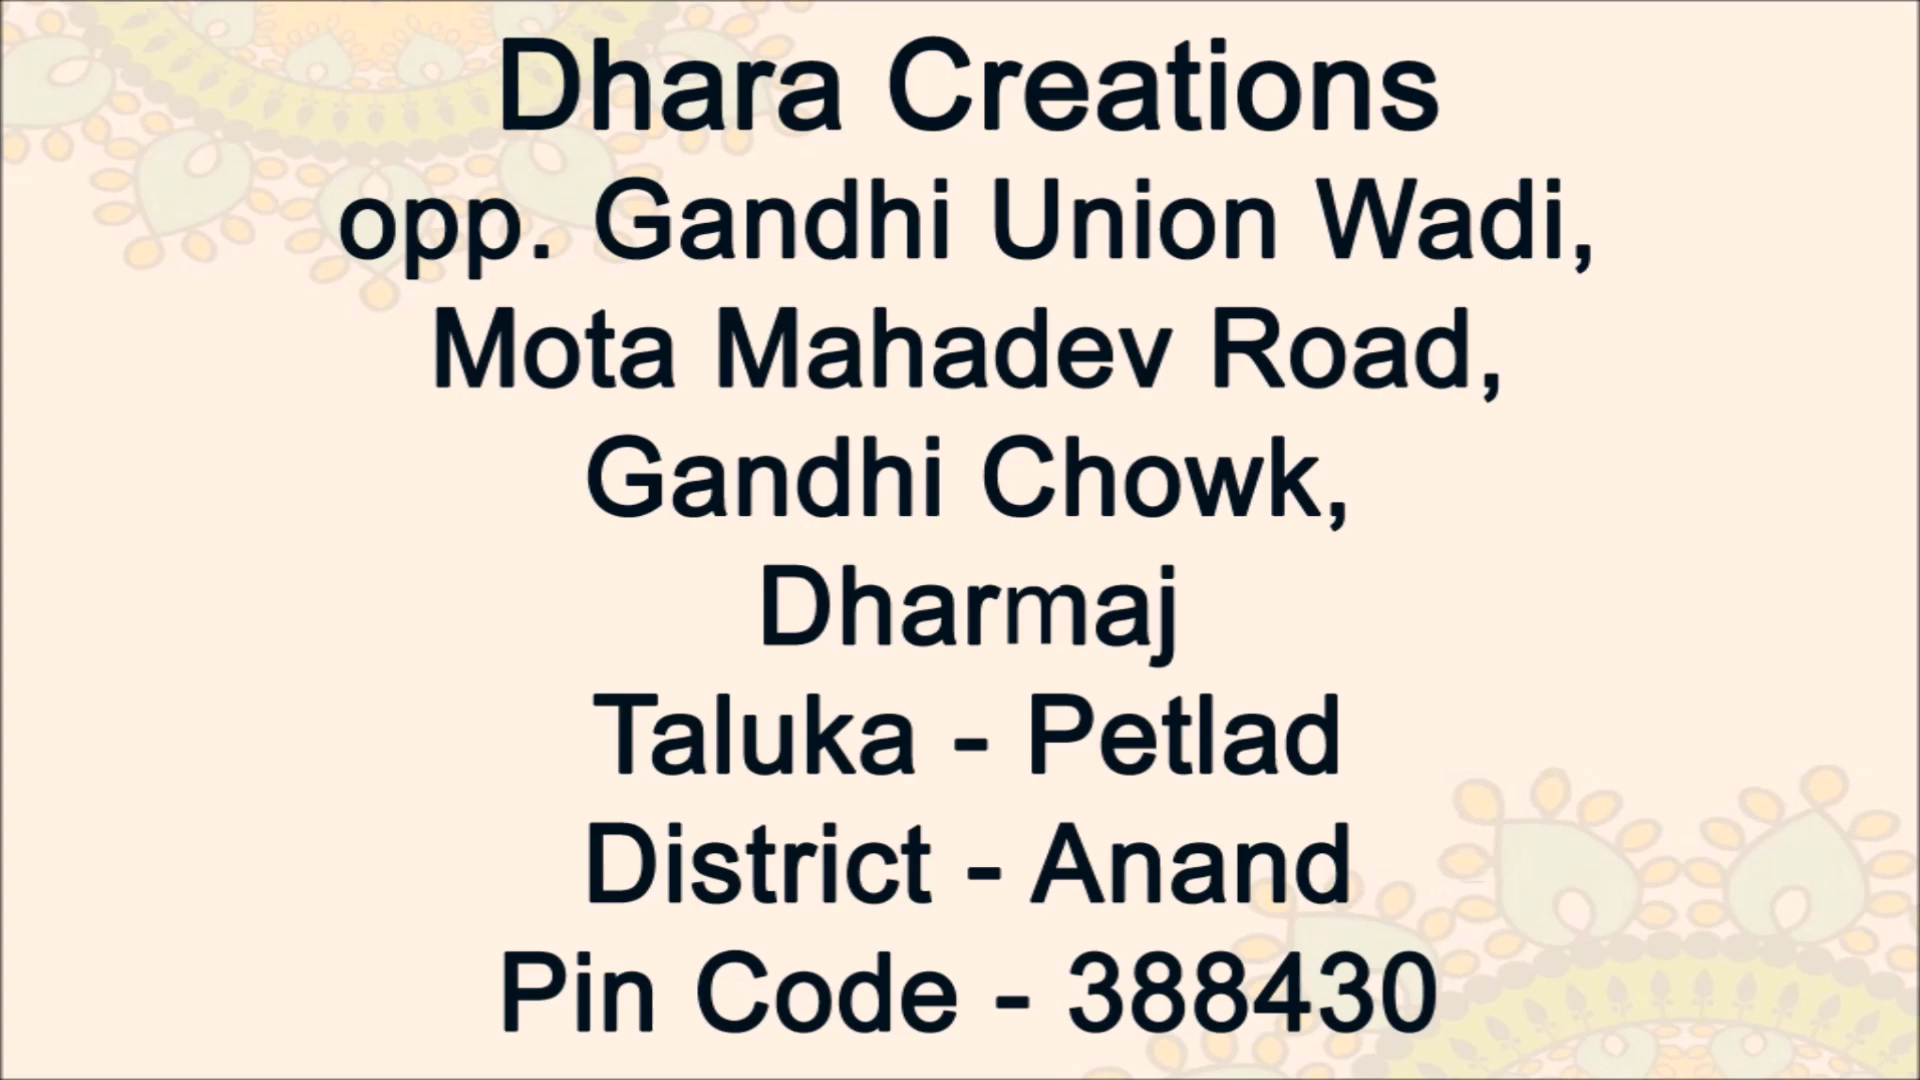 Dhara Creations
opp. Gandhi Union Wadi,
Mota Mahadev Road,
Gandhi Chowk,
Dharmaj
Taluka - Petlad
District - Anand
Pin Code - 388430